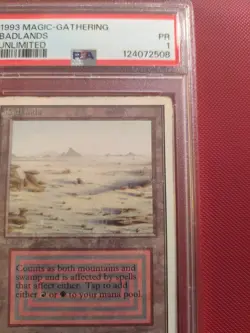 1993 MAGIC-GATHERING
BADLANDS
UNLIMITED
PSA
PR
1
124072508
Counts as both mountains and
swamp and is affected by spells
that affect either. Tap to add
either or to your mana pool.